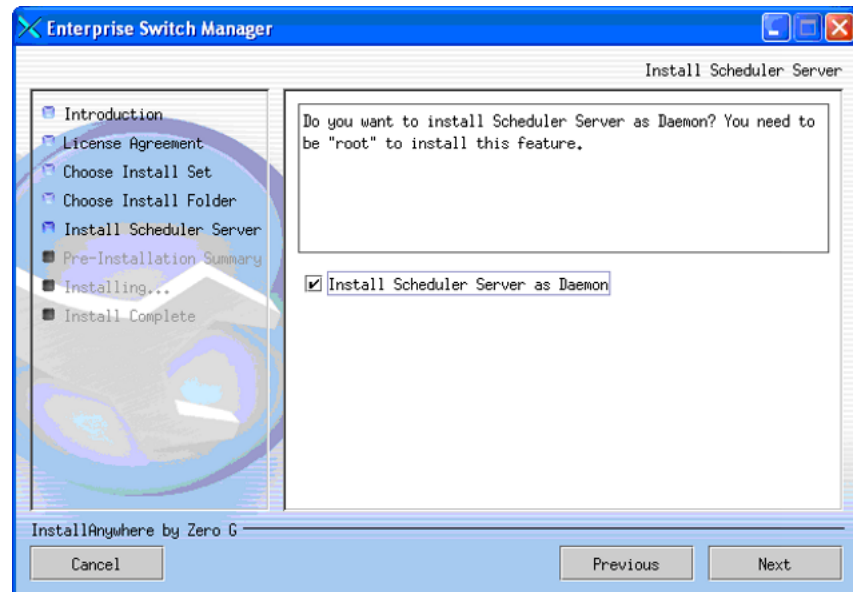 Enterprise Switch Manager
Install Scheduler Server
Introduction
License Agreement
Choose Install Set
Choose Install Folder
Install Scheduler Server
Pre-Installation Summary
Installing...
Install Complete
Do you want to install Scheduler Server as Daemon? You need to
be "root" to install this feature.
Install Scheduler Server as Daemon
InstallAnywhere by Zero G
Cancel
Previous
Next